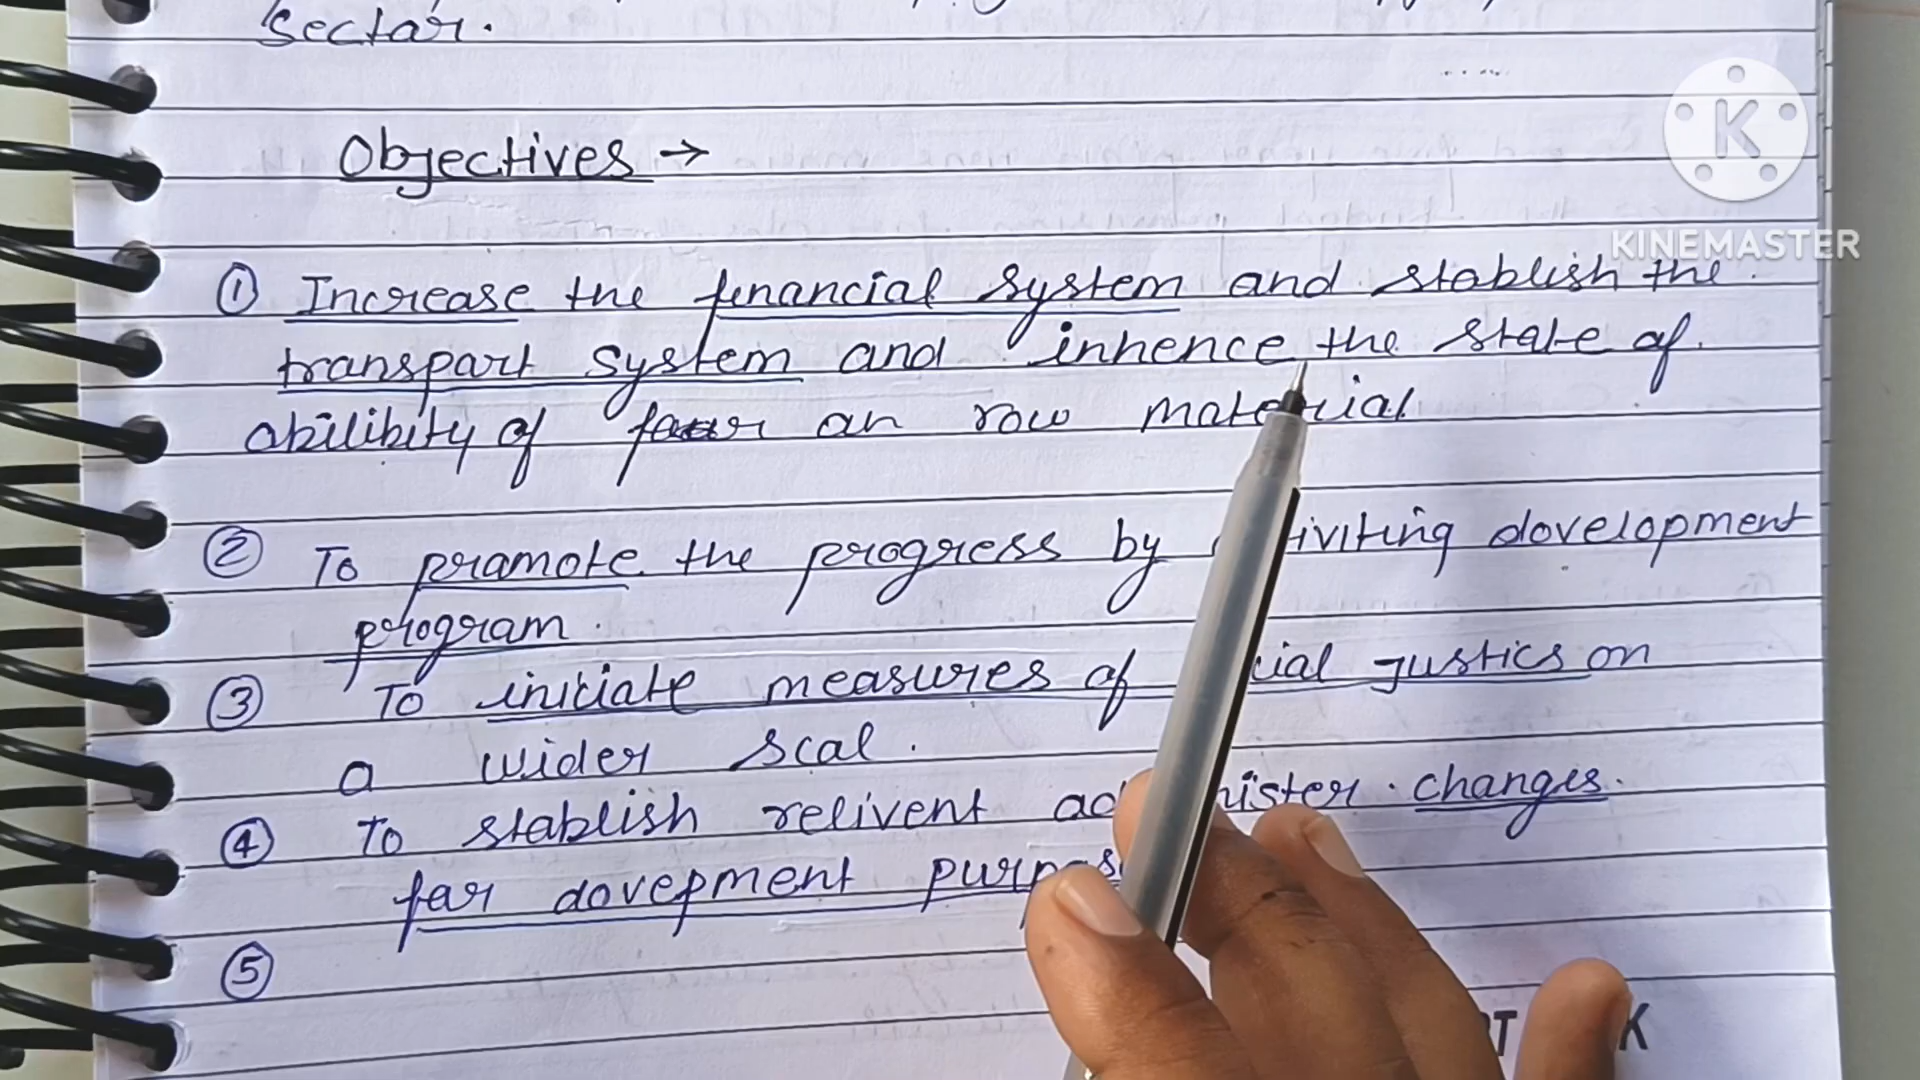 sectar.
Objectives →
① Increase the financial system and stablish the
transpart system and inhence the state of
abilibity of an row material
② To pramote the progress by dovelopment
program.
③ To initiate measures of justics on
a wider scal.
④ To stablish relivent changes.
far dovepment
⑤
K
KINEMASTER